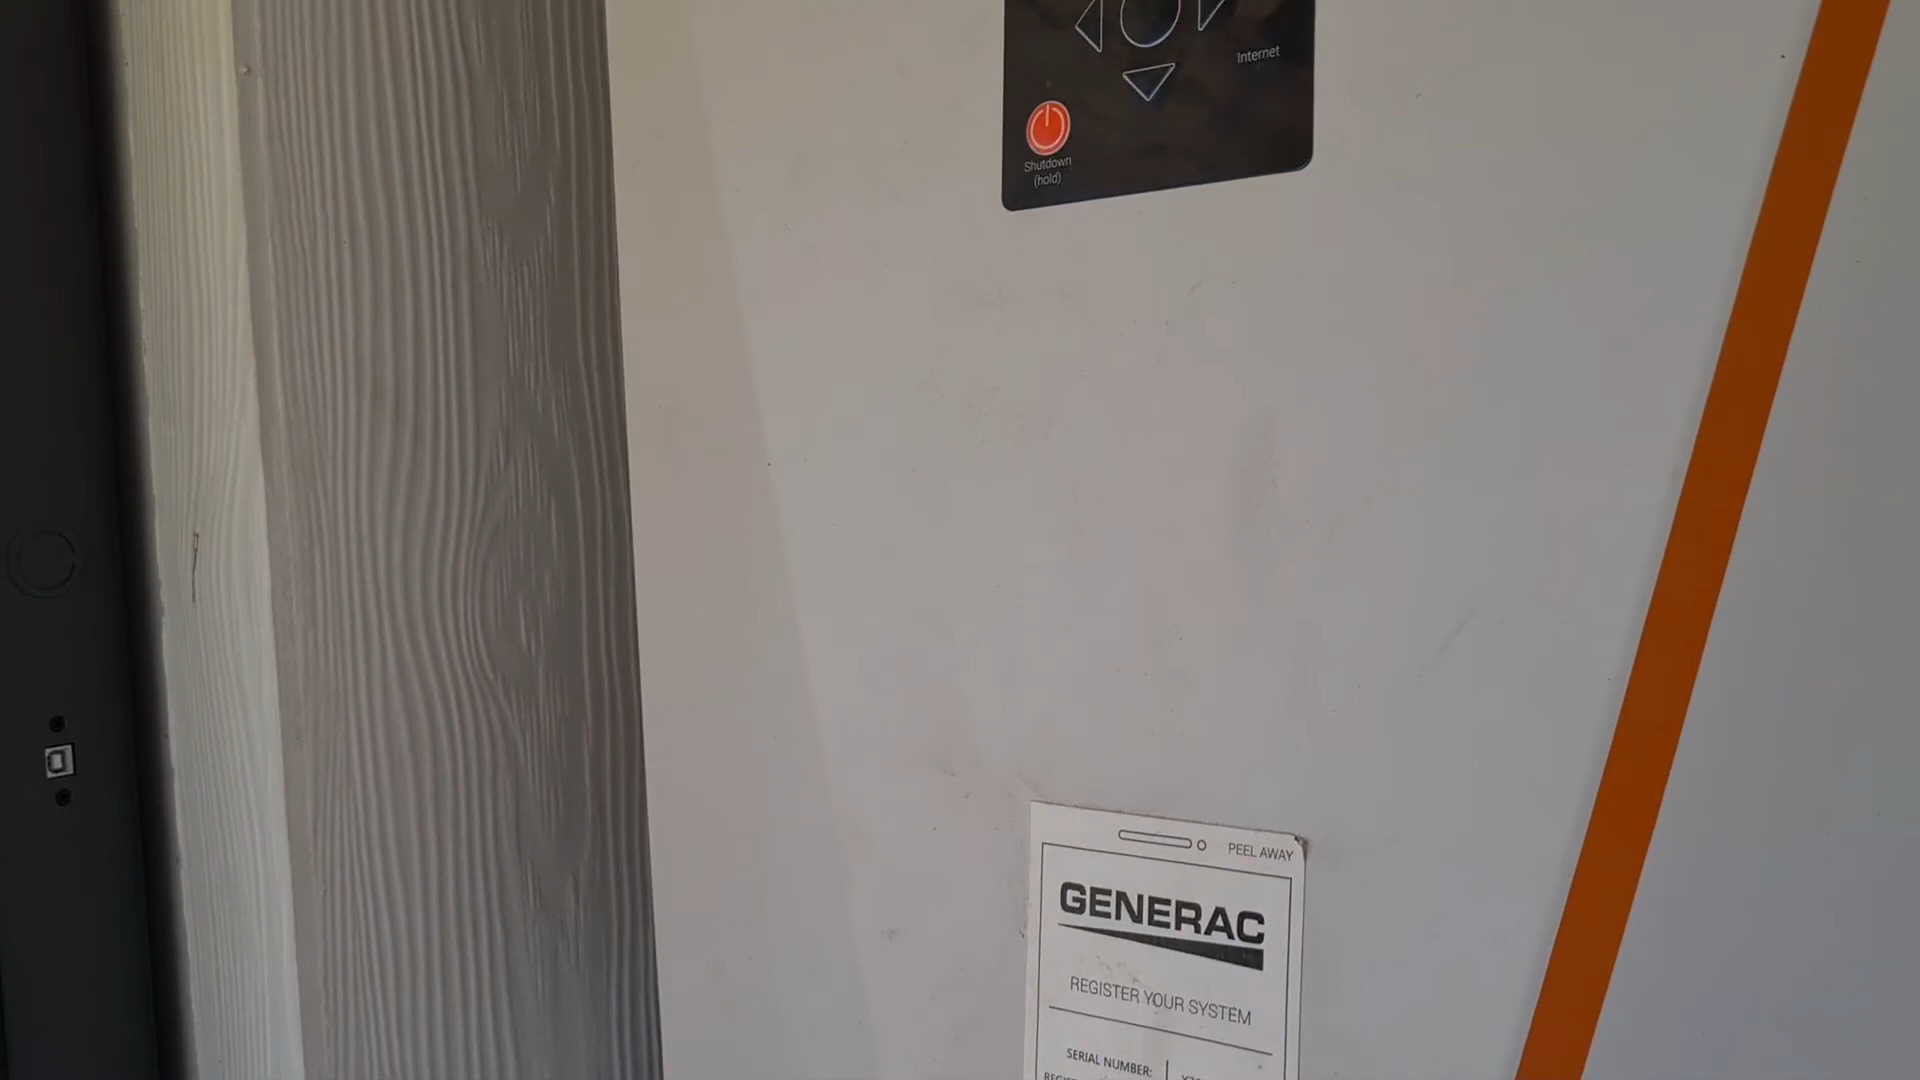 Internet
Shutdown
(hold)
PEEL AWAY
GENERAC
REGISTER YOUR SYSTEM
SERIAL NUMBER: